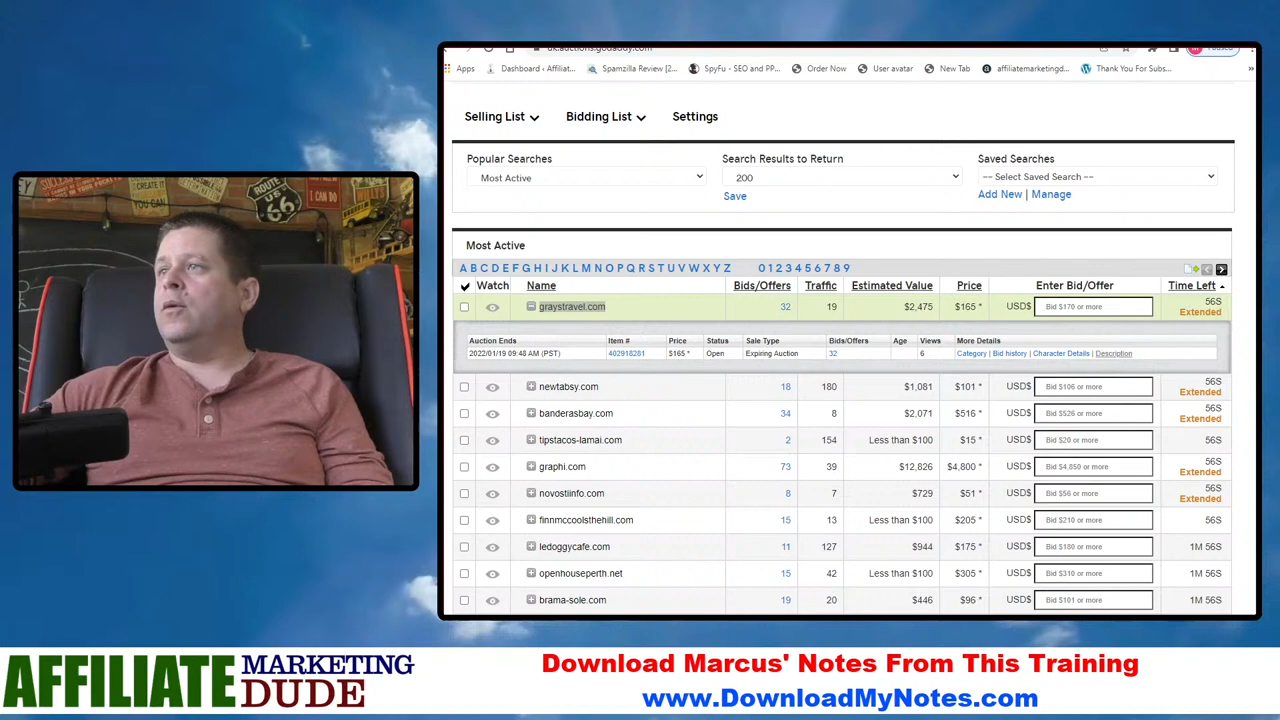 I CREATE IT
YOU CAN
ROUTE
US
66
I CAN DO
uk.auctions.godaddy.com
Apps
Dashboard ‹ Affiliat...
Spamzilla Review [2...
SpyFu - SEO and PP...
Order Now
User avatar
New Tab
affiliatemarketingd...
Thank You For Subs...
»
Selling List
Bidding List
Settings
Popular Searches
Search Results to Return
Saved Searches
Most Active
200
-- Select Saved Search --
Save
Add New | Manage
Most Active
A B C D E F G H I J K L M N O P Q R S T U V W X Y Z 0 1 2 3 4 5 6 7 8 9
Watch Name Bids/Offers Traffic Estimated Value Price Enter Bid/Offer Time Left
graystravel.com 32 19 $2,475 $165 * USD$ Bid $170 or more 56S
Extended
Auction Ends Item # Price Status Sale Type Bids/Offers Age Views More Details
2022/01/19 09:48 AM (PST) 402918281 $165 * Open Expiring Auction 32 6 Category | Bid history | Character Details | Description
newtabsy.com 18 180 $1,081 $101 * USD$ Bid $106 or more 56S
Extended
banderasbay.com 34 8 $2,071 $516 * USD$ Bid $526 or more 56S
Extended
tipstacos-lamai.com 2 154 Less than $100 $15 * USD$ Bid $20 or more 56S
graphi.com 73 39 $12,826 $4,800 * USD$ Bid $4,850 or more 56S
Extended
novostiinfo.com 8 7 $729 $51 * USD$ Bid $56 or more 56S
Extended
finnmccoolsthehill.com 15 13 Less than $100 $205 * USD$ Bid $210 or more 56S
ledoggycafe.com 11 127 $944 $175 * USD$ Bid $180 or more 1M 56S
openhouseperth.net 15 42 Less than $100 $305 * USD$ Bid $310 or more 1M 56S
brama-sole.com 19 20 $446 $96 * USD$ Bid $101 or more 1M 56S
AFFILIATE MARKETING DUDE
Download Marcus' Notes From This Training
www.DownloadMyNotes.com